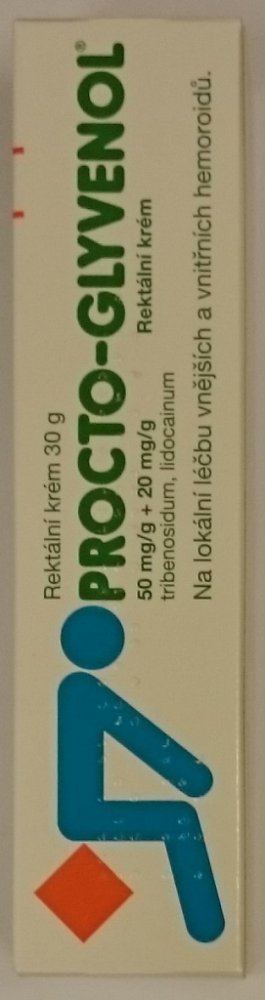 Rektální krém 30 g
PROCTO-GLYVENOL®
50 mg/g + 20 mg/g Rektální krém
tribenosidum, lidocainum
Na lokální léčbu vnějších a vnitřních hemoroidů.